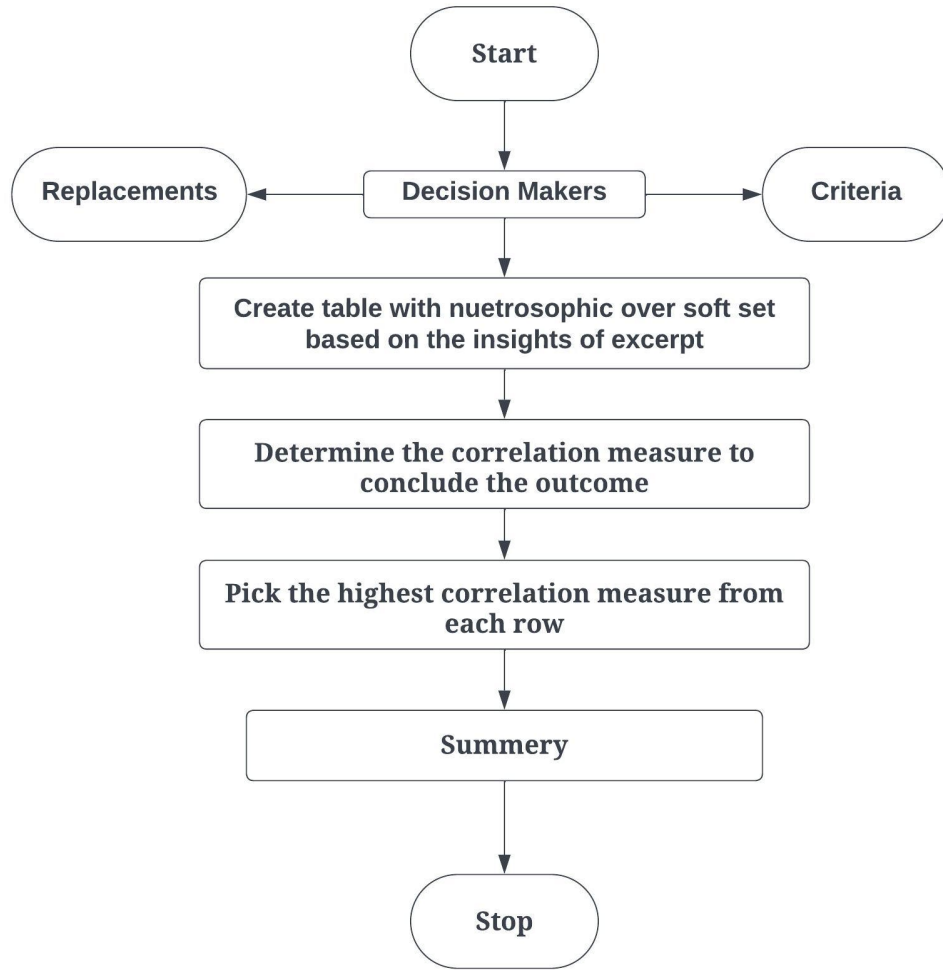 Start
Replacements
Decision Makers
Criteria
Create table with nuetrosophic over soft set
based on the insights of excerpt
Determine the correlation measure to
conclude the outcome
Pick the highest correlation measure from
each row
Summery
Stop